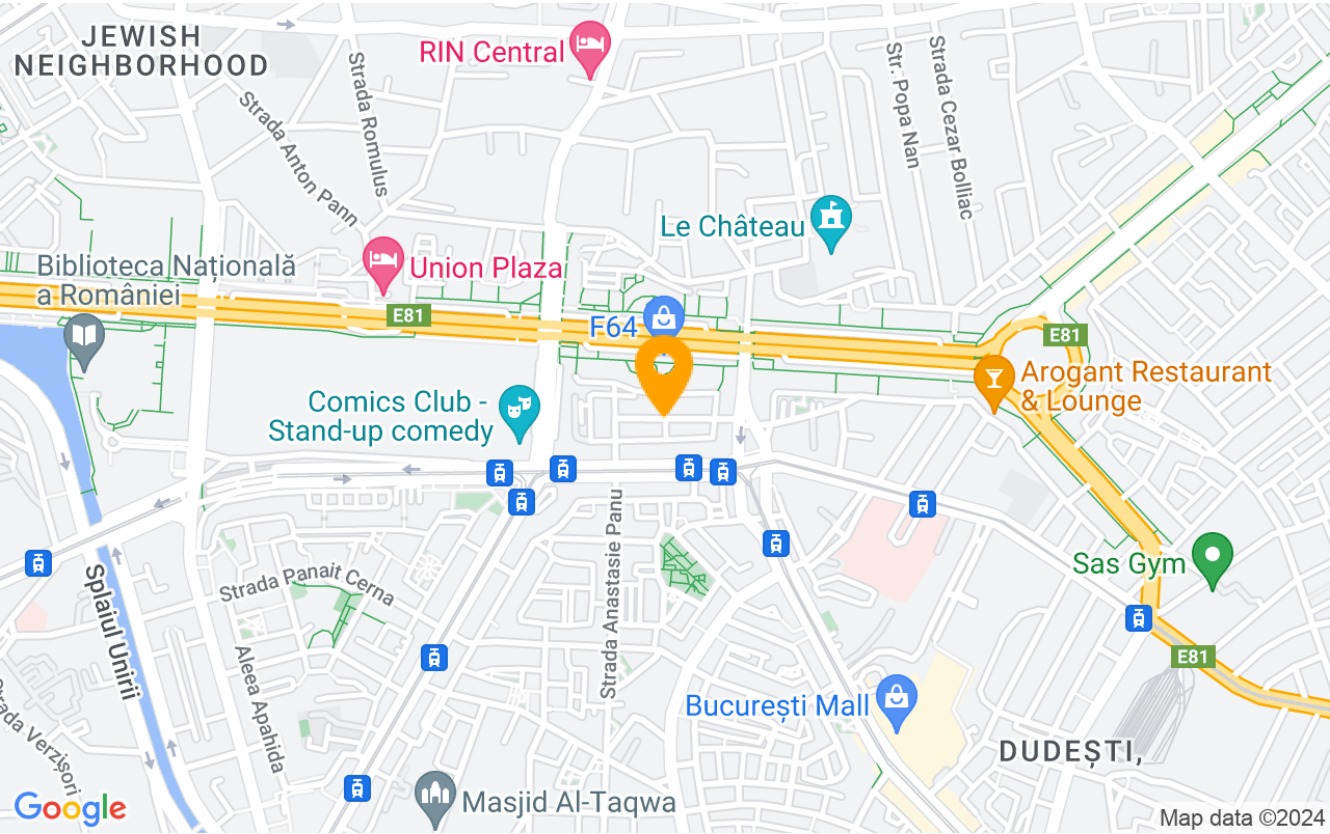 JEWISH
NEIGHBORHOOD
RIN Central
Strada Romulus
Strada Anton Pann
Str. Popa Nan
Strada Cezar Bolliac
Le Château
Biblioteca Națională
a României
Union Plaza
E81
F64
E81
Arogant Restaurant
& Lounge
Comics Club -
Stand-up comedy
Strada Anastasie Panu
Sas Gym
Strada Panait Cerna
Splaiul Unirii
Aleea Apahida
E81
București Mall
DUDEȘTI,
Strada Verzișori
Masjid Al-Taqwa
Google
Map data ©2024